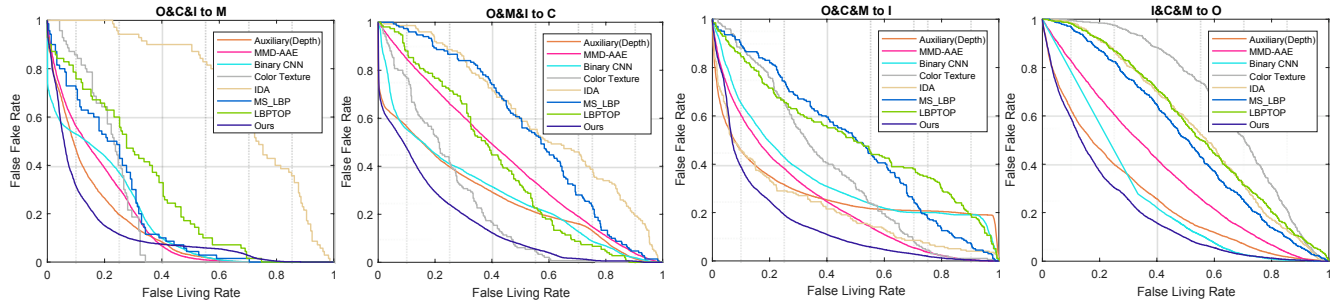 O&C&I to M
False Fake Rate
1
0.8
0.6
0.4
0.2
0
Auxiliary(Depth)
MMD-AAE
Binary CNN
Color Texture
IDA
MS_LBP
LBPTOP
Ours
0 0.2 0.4 0.6 0.8 1
False Living Rate
O&M&I to C
False Fake Rate
1
0.8
0.6
0.4
0.2
0
Auxiliary(Depth)
MMD-AAE
Binary CNN
Color Texture
IDA
MS_LBP
LBPTOP
Ours
0 0.2 0.4 0.6 0.8 1
False Living Rate
O&C&M to I
False Fake Rate
1
0.8
0.6
0.4
0.2
0
Auxiliary(Depth)
MMD-AAE
Binary CNN
Color Texture
IDA
MS_LBP
LBPTOP
Ours
0 0.2 0.4 0.6 0.8 1
False Living Rate
I&C&M to O
False Fake Rate
1
0.8
0.6
0.4
0.2
0
Auxiliary(Depth)
MMD-AAE
Binary CNN
Color Texture
IDA
MS_LBP
LBPTOP
Ours
0 0.2 0.4 0.6 0.8 1
False Living Rate